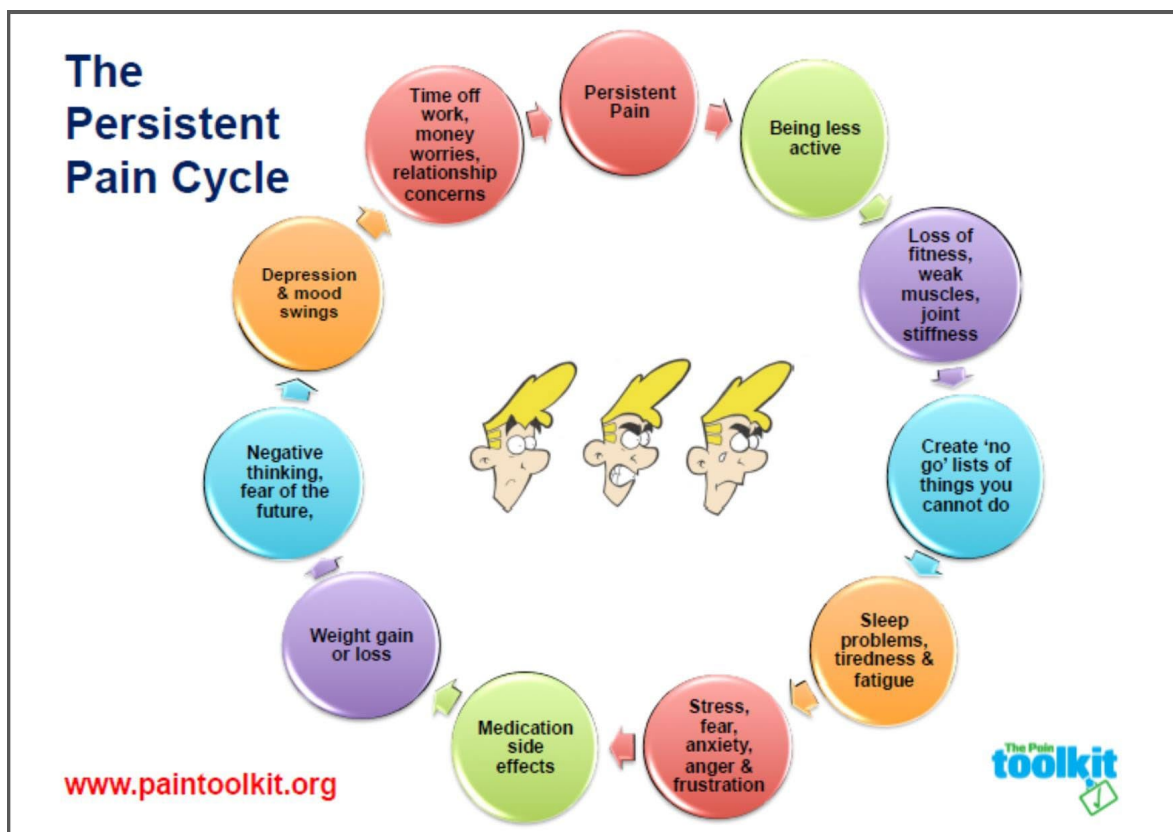 The
Persistent
Pain Cycle
Persistent
Pain
Being less
active
Loss of
fitness,
weak
muscles,
joint
stiffness
Create ‘no
go’ lists of
things you
cannot do
Sleep
problems,
tiredness &
fatigue
Stress,
fear,
anxiety,
anger &
frustration
Medication
side
effects
Weight gain
or loss
Negative
thinking,
fear of the
future,
Depression
& mood
swings
Time off
work,
money
worries,
relationship
concerns
www.paintoolkit.org
The Pain
toolkit